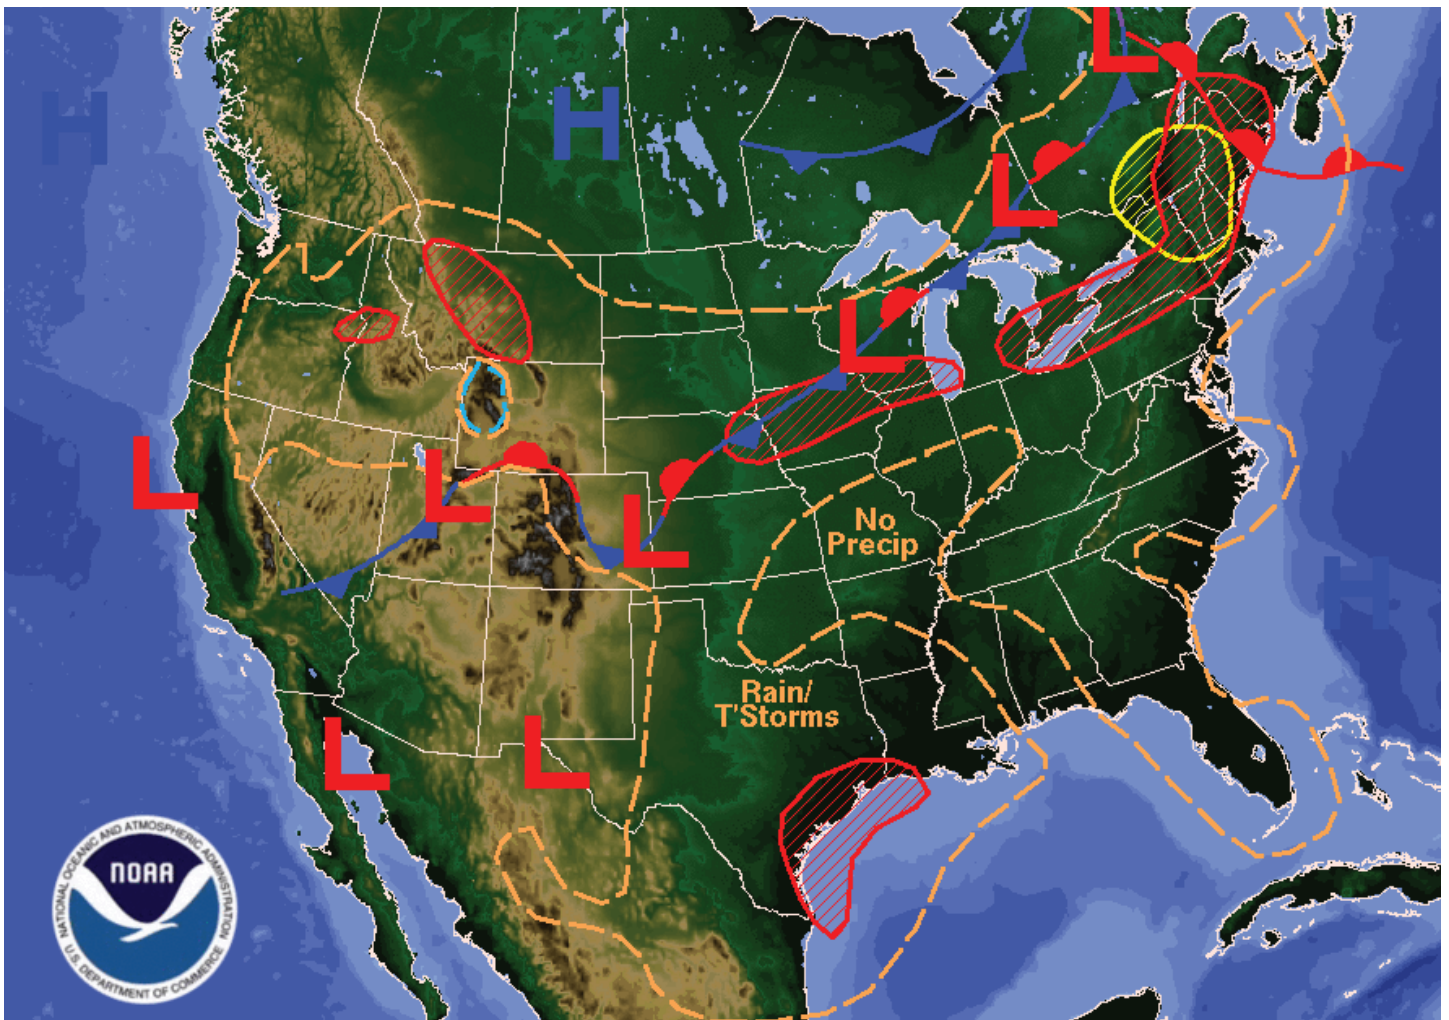 H
H
L
L
L
L
L
No
Precip
L
H
Rain/
T'Storms
L
L
NOAA
NATIONAL OCEANIC AND ATMOSPHERIC ADMINISTRATION
U.S. DEPARTMENT OF COMMERCE